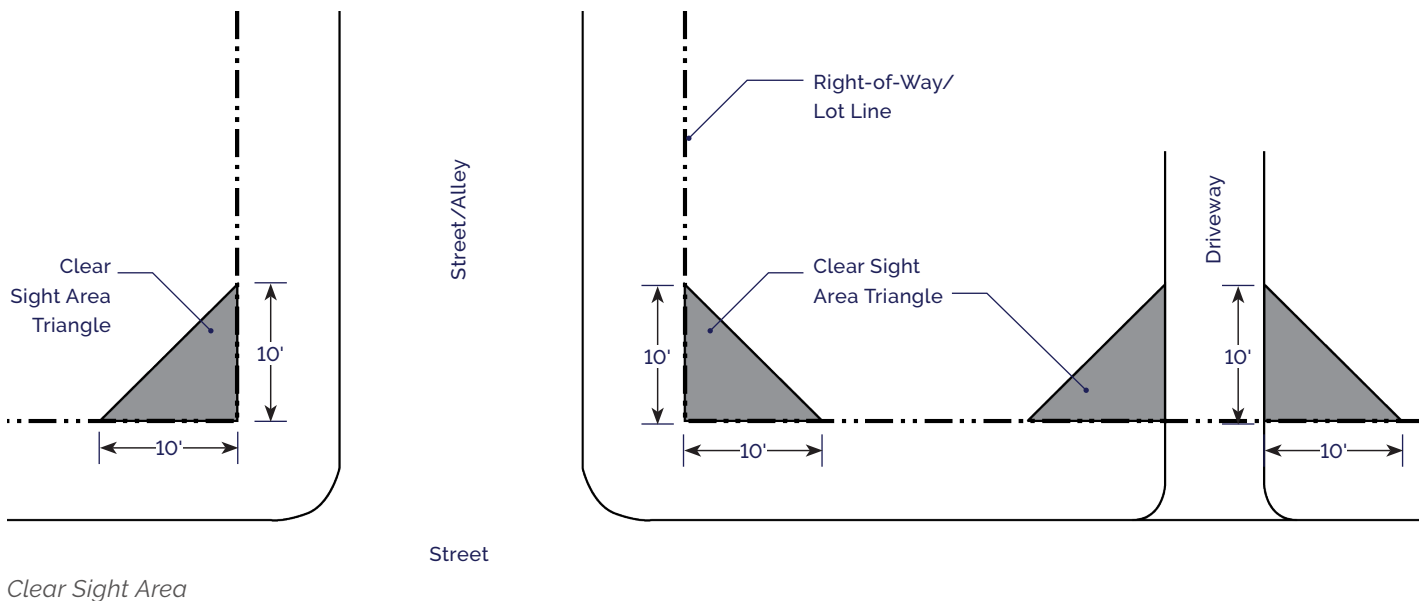 Right-of-Way/
Lot Line
Street/Alley
Driveway
Clear
Sight Area
Triangle
Clear Sight
Area Triangle
10'
10'
10'
10'
10'
10'
Street
Clear Sight Area